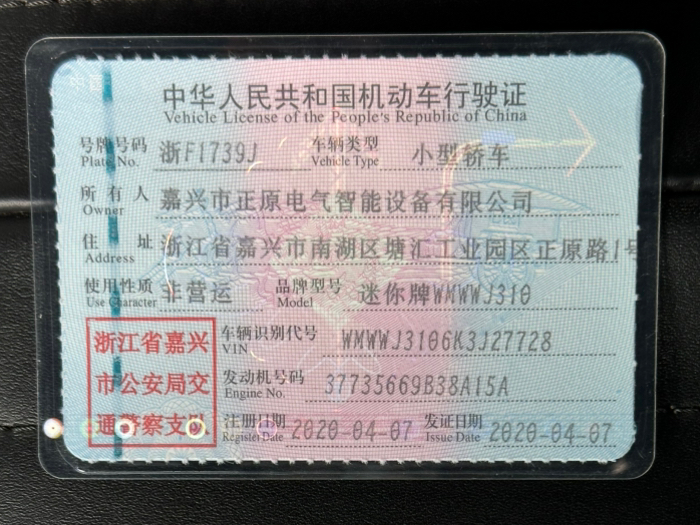 中华人民共和国机动车行驶证
Vehicle License of the People's Republic of China
号牌号码 浙F1739J 车辆类型 小型轿车
Plate No. Vehicle Type
所有人 嘉兴市正原电气智能设备有限公司
Owner
住址 浙江省嘉兴市南湖区塘汇工业园区正原路1号
Address
使用性质 非营运 品牌型号 迷你牌WMWWJ310
Use Character Model
浙江省嘉兴
市公安局交
通警察支队
车辆识别代号 WMWWJ3106K3J27728
VIN
发动机号码 37735669B38A15A
Engine No.
注册日期 2020-04-07 发证日期 2020-04-07
Register Date Issue Date